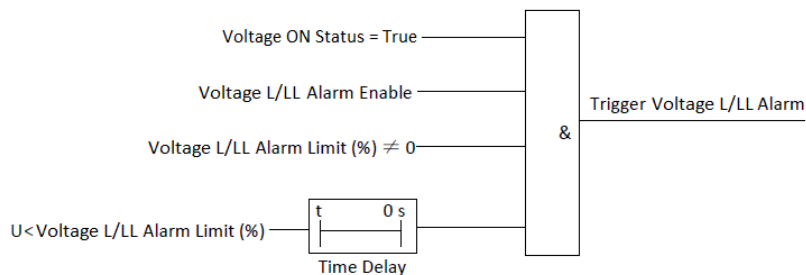 Voltage ON Status = True
Voltage L/LL Alarm Enable
Trigger Voltage L/LL Alarm
Voltage L/LL Alarm Limit (%) ≠ 0
&
t 0 s
U<Voltage L/LL Alarm Limit (%)
Time Delay